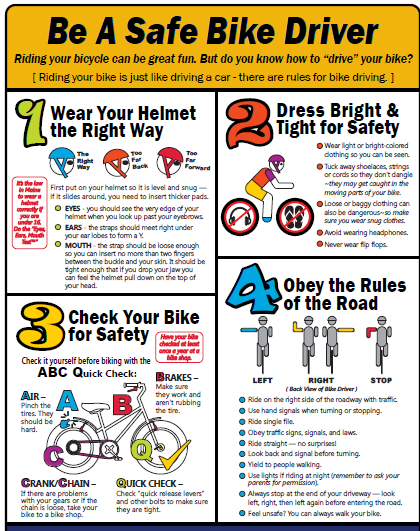 Be A Safe Bike Driver
Riding your bicycle can be great fun. But do you know how to "drive" your bike?
[ Riding your bike is just like driving a car - there are rules for bike driving. ]
1 Wear Your Helmet
the Right Way
The
Right
Way
Too
Far
Back
Too
Far
Forward
It's the law
in Maine
to wear a
helmet
correctly if
you are
under 16.
Do the "Eyes,
Ears, Mouth
Test"
First put on your helmet so it is level and snug —
if it slides around, you need to insert thicker pads.
EYES - you should see the very edge of your
helmet when you look up past your eyebrows.
EARS - the straps should meet right under
your ear lobes to form a Y.
MOUTH - the strap should be loose enough
so you can insert no more than two fingers
between the buckle and your skin. It should be
tight enough that if you drop your jaw you
can feel the helmet pull down on the top of
your head.
2 Dress Bright &
Tight for Safety
Wear light or bright-colored
clothing so you can be seen.
Tuck away shoelaces, strings
or cords so they don't dangle
~they may get caught in the
moving parts of your bike.
Loose or baggy clothing can
also be dangerous~so make
sure you wear snug clothes.
Avoid wearing headphones.
Never wear flip flops.
3 Check Your Bike
for Safety
Check it yourself before biking with the
ABC Quick Check:
Have your bike
checked at least
once a year at a
bike shop.
AIR –
Pinch the
tires. They
should be
hard.
A
B
C
Q
BRAKES –
Make sure
they work and
aren't rubbing
the tire.
CRANK/CHAIN –
If there are problems
with your gears or if the
chain is loose, take your
bike to a bike shop.
QUICK CHECK –
Check "quick release levers"
and other bolts to make sure
they are tight.
4 Obey the Rules
of the Road
LEFT
RIGHT
STOP
( Back View of Bike Driver )
Ride on the right side of the roadway with traffic.
Use hand signals when turning or stopping.
Ride single file.
Obey traffic signs, signals, and laws.
Ride straight — no surprises!
Look back and signal before turning.
Yield to people walking.
Use lights if riding at night (remember to ask your
parents for permission).
Always stop at the end of your driveway — look
left, right, then left again before entering the road.
Feel unsafe? You can always walk your bike.